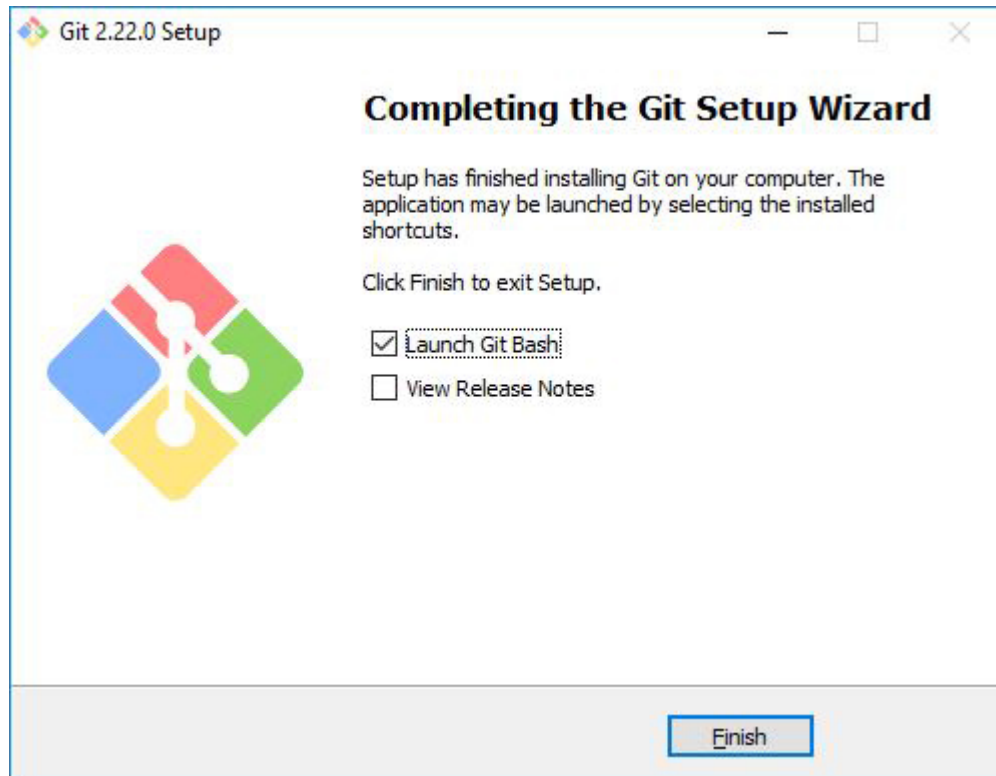 Git 2.22.0 Setup
Completing the Git Setup Wizard
Setup has finished installing Git on your computer. The
application may be launched by selecting the installed
shortcuts.
Click Finish to exit Setup.
Launch Git Bash
View Release Notes
Finish